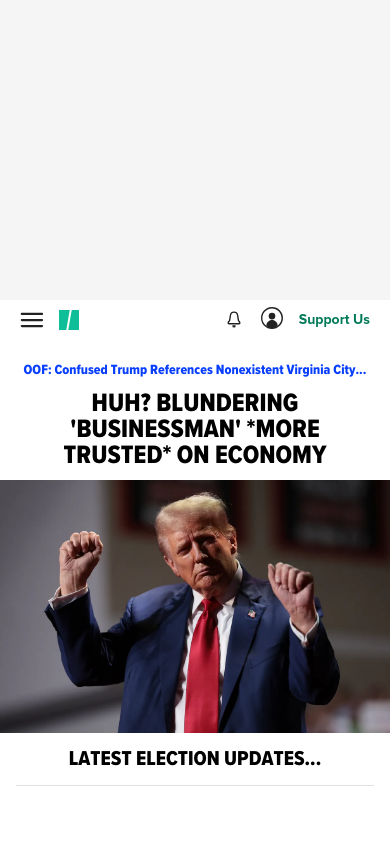 Support Us
OOF: Confused Trump References Nonexistent Virginia City...
HUH? BLUNDERING
'BUSINESSMAN' *MORE
TRUSTED* ON ECONOMY
LATEST ELECTION UPDATES...